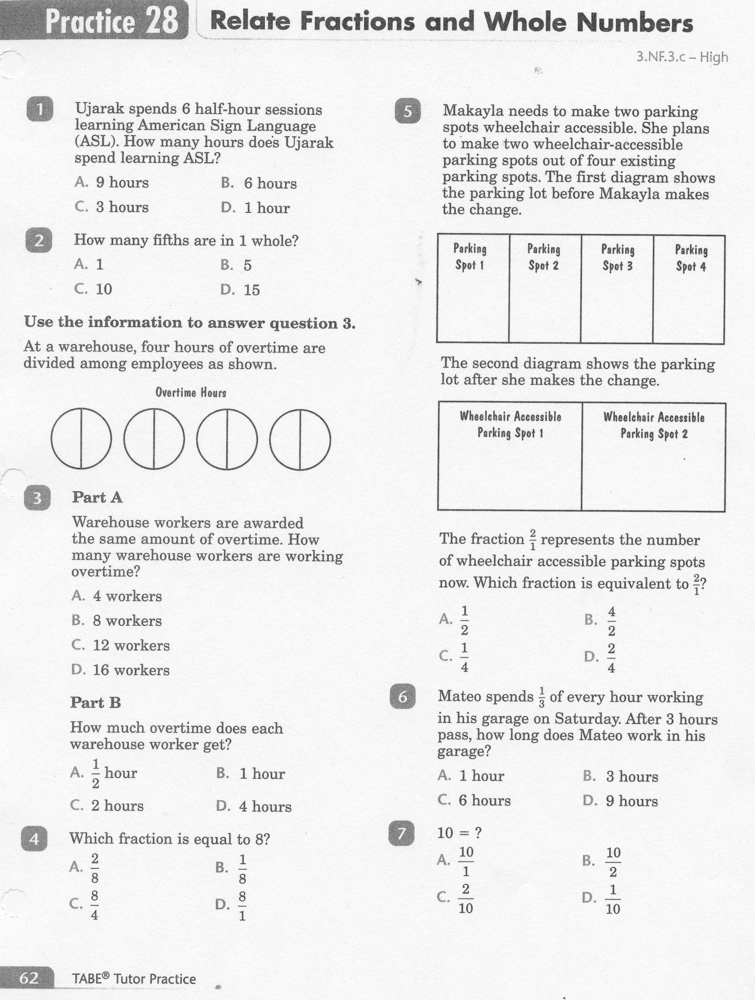 Practice 28
Relate Fractions and Whole Numbers
3.NF.3.c – High
1
Ujarak spends 6 half-hour sessions
learning American Sign Language
(ASL). How many hours does Ujarak
spend learning ASL?
A. 9 hours
B. 6 hours
C. 3 hours
D. 1 hour
2
How many fifths are in 1 whole?
A. 1
B. 5
C. 10
D. 15
Use the information to answer question 3.
At a warehouse, four hours of overtime are
divided among employees as shown.
Overtime Hours
3
Part A
Warehouse workers are awarded
the same amount of overtime. How
many warehouse workers are working
overtime?
A. 4 workers
B. 8 workers
C. 12 workers
D. 16 workers
Part B
How much overtime does each
warehouse worker get?
A. 1/2 hour
B. 1 hour
C. 2 hours
D. 4 hours
4
Which fraction is equal to 8?
A. 2/8
B. 1/8
C. 8/4
D. 8/1
5
Makayla needs to make two parking
spots wheelchair accessible. She plans
to make two wheelchair-accessible
parking spots out of four existing
parking spots. The first diagram shows
the parking lot before Makayla makes
the change.
Parking
Spot 1
Parking
Spot 2
Parking
Spot 3
Parking
Spot 4
The second diagram shows the parking
lot after she makes the change.
Wheelchair Accessible
Parking Spot 1
Wheelchair Accessible
Parking Spot 2
The fraction 2/1 represents the number
of wheelchair accessible parking spots
now. Which fraction is equivalent to 2/1?
A. 1/2
B. 4/2
C. 1/4
D. 2/4
6
Mateo spends 1/3 of every hour working
in his garage on Saturday. After 3 hours
pass, how long does Mateo work in his
garage?
A. 1 hour
B. 3 hours
C. 6 hours
D. 9 hours
7
10 = ?
A. 10/1
B. 10/2
C. 2/10
D. 1/10
62
TABE® Tutor Practice